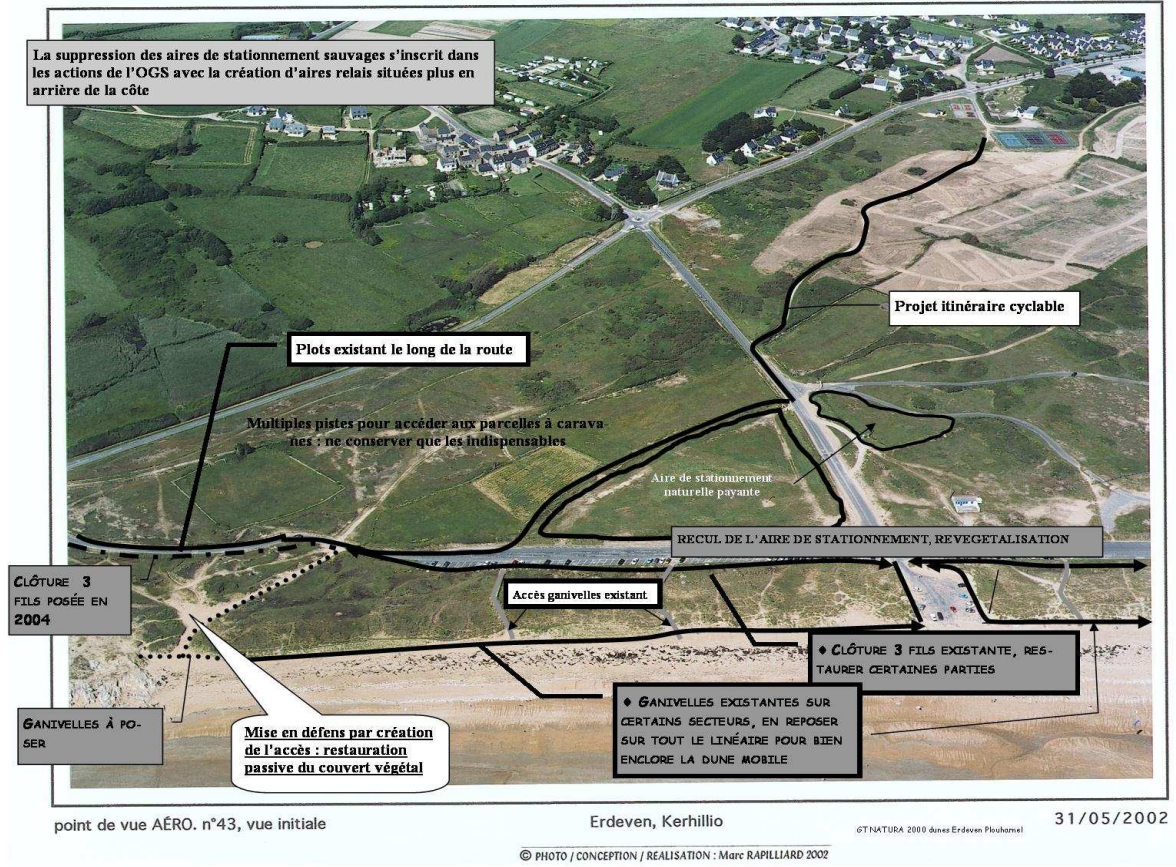 La suppression des aires de stationnement sauvages s'inscrit dans
les actions de l'OGS avec la création d'aires relais situées plus en
arrière de la côte
Projet itinéraire cyclable
Plots existant le long de la route
Multiples pistes pour accéder aux parcelles à carava-
nes : ne conserver que les indispensables
Aire de stationnement
naturelle payante
RECUL DE L'AIRE DE STATIONNEMENT, REVEGETALISATION
CLÔTURE 3
FILS POSÉE EN
2004
Accès ganivelles existant
♦ CLÔTURE 3 FILS EXISTANTE, RES-
TAURER CERTAINES PARTIES
♦ GANIVELLES EXISTANTES SUR
CERTAINS SECTEURS, EN REPOSER
SUR TOUT LE LINÉAIRE POUR BIEN
ENCLORE LA DUNE MOBILE
GANIVELLES À PO-
SER
Mise en défens par création
de l'accès : restauration
passive du couvert végétal
point de vue AÉRO. n°43, vue initiale
Erdeven, Kerhillio
GT NATURA 2000 dunes Erdeven Plouharnel
31/05/2002
© PHOTO / CONCEPTION / RÉALISATION : Marc RAPILLIARD 2002